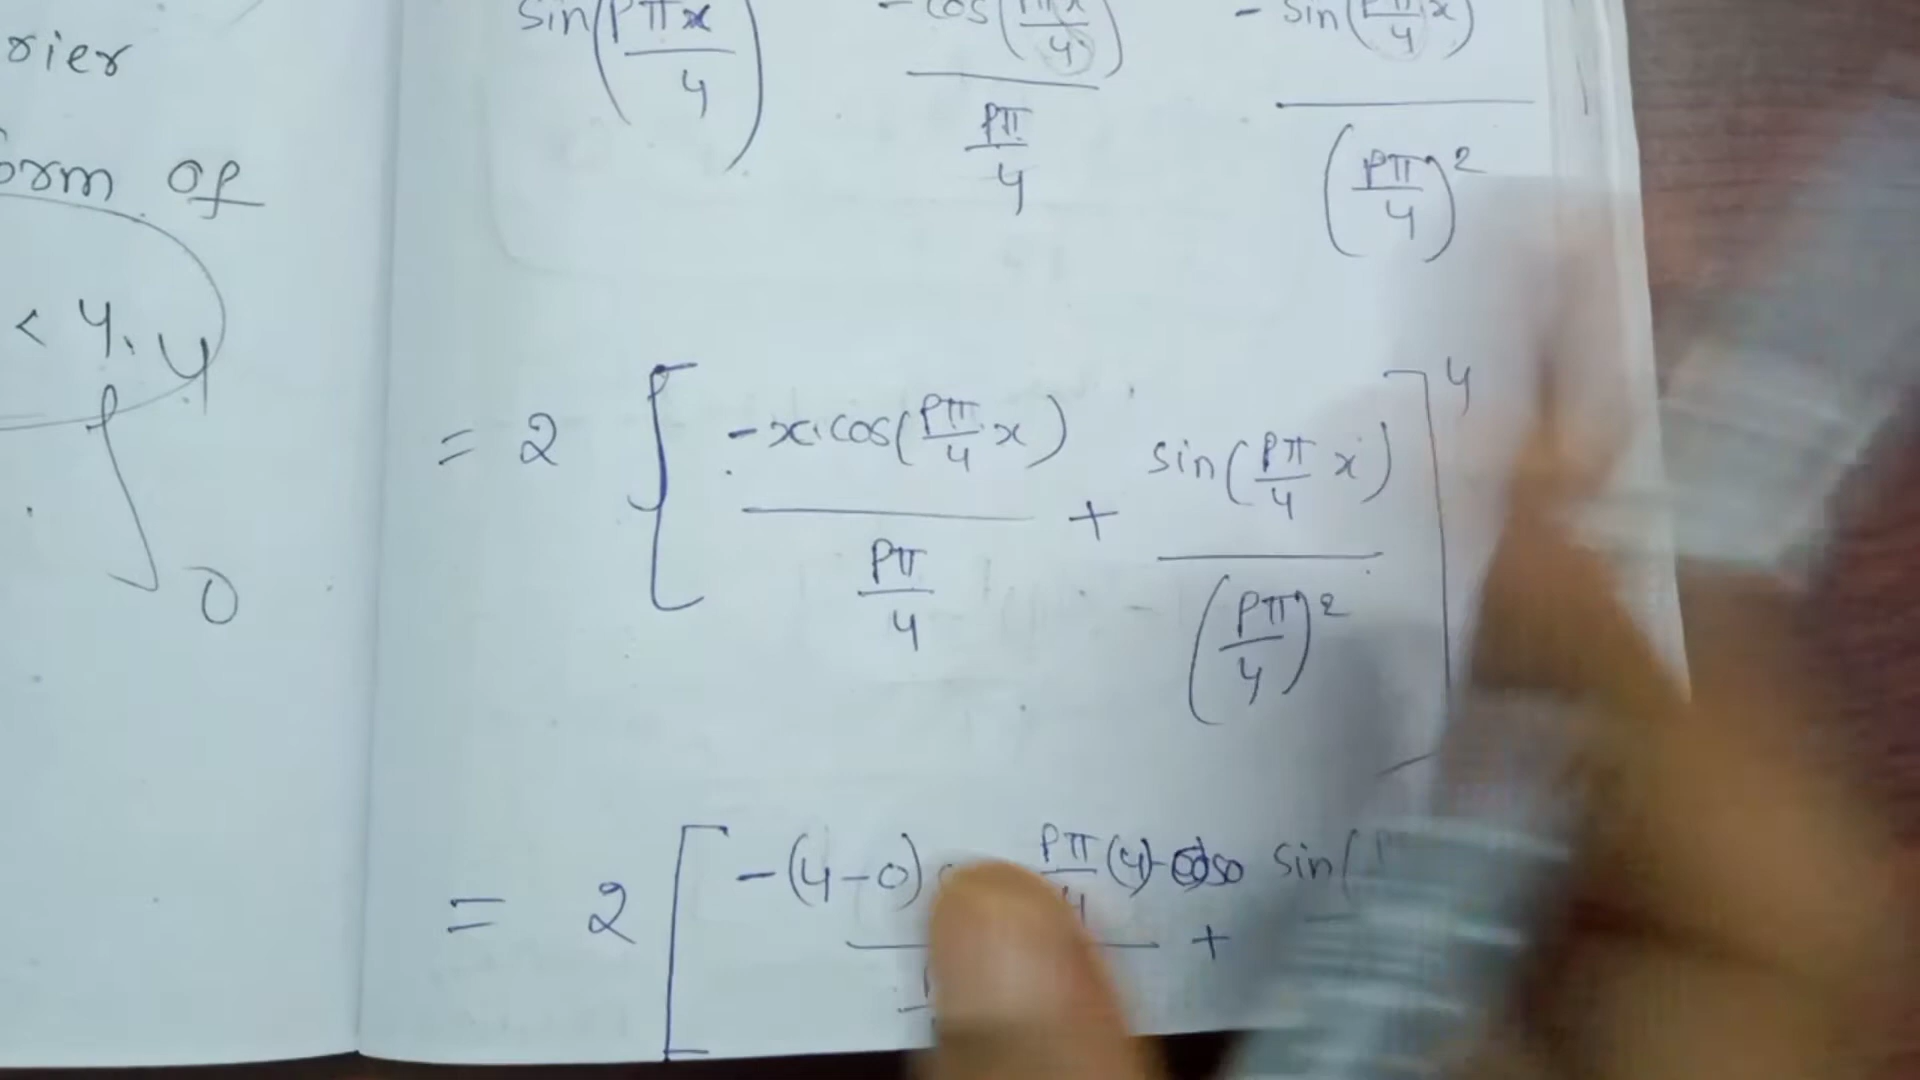 rier
orm of
< 4.
∫ 4 0
sin(pπx/4) -cos(pπx/4) / pπ/4 - sin(pπ/4 x) / (pπ/4)²
= 2 [ -x.cos(pπ/4 x) / pπ/4 + sin(pπ/4 x) / (pπ/4)² ]⁴
= 2 [ -(4-0) pπ/4 (4)- + sin(